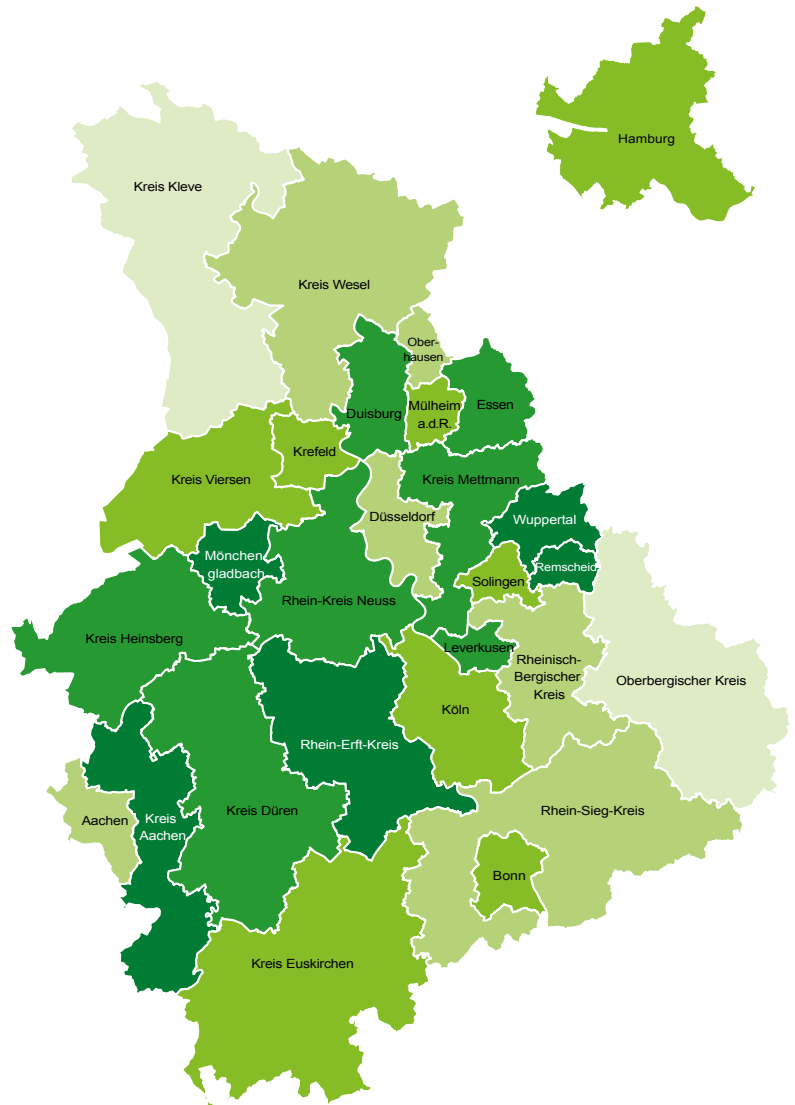 Hamburg
Kreis Kleve
Kreis Wesel
Ober-
hausen
Duisburg
Mülheim
a.d.R.
Essen
Krefeld
Kreis Viersen
Kreis Mettmann
Düsseldorf
Wuppertal
Mönchen
gladbach
Remscheid
Solingen
Rhein-Kreis Neuss
Kreis Heinsberg
Leverkusen
Rheinisch-
Bergischer
Kreis
Oberbergischer Kreis
Köln
Rhein-Erft-Kreis
Kreis Düren
Rhein-Sieg-Kreis
Aachen
Kreis
Aachen
Bonn
Kreis Euskirchen